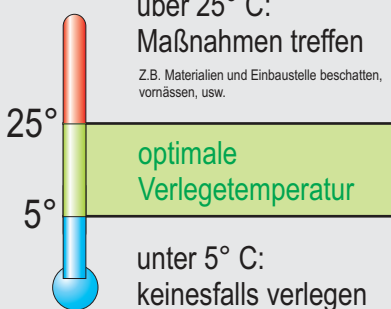 über 25° C:
Maßnahmen treffen
Z.B. Materialien und Einbaustelle beschatten,
vornässen, usw.
25°
optimale
Verlegetemperatur
5°
unter 5° C:
keinesfalls verlegen